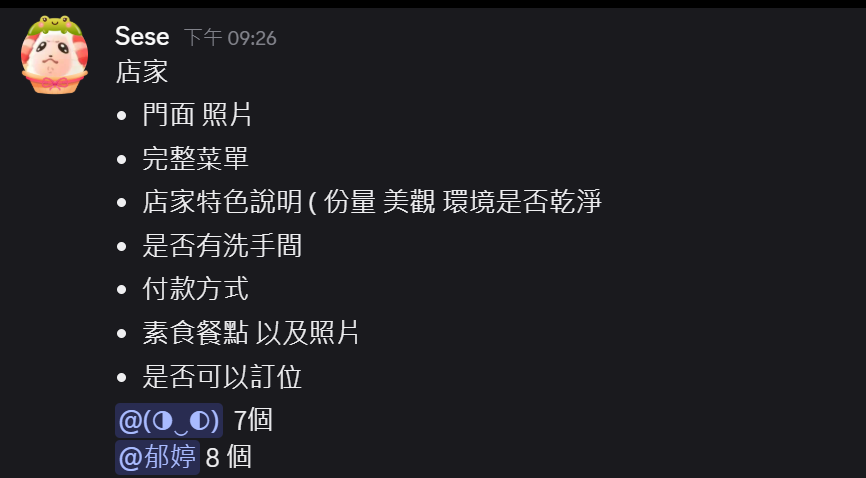 Sese 下午 09:26
店家
• 門面 照片
• 完整菜單
• 店家特色說明 ( 份量 美觀 環境是否乾淨
• 是否有洗手間
• 付款方式
• 素食餐點 以及照片
• 是否可以訂位
@(◑‿◐) 7個
@郁婷 8 個